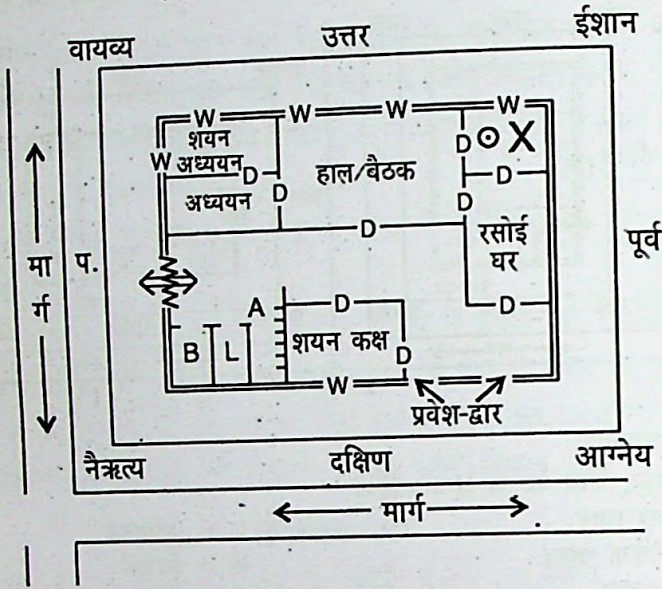 वायव्य उत्तर ईशान
W W W W
शयन
W अध्ययन D D ⊙ X
अध्ययन D हाल/बैठक D D
D रसोई
घर
मार्ग प. पूर्व
A D D
B L शयन कक्ष
D
W
प्रवेश-द्वार
नैऋत्य दक्षिण आग्नेय
मार्ग